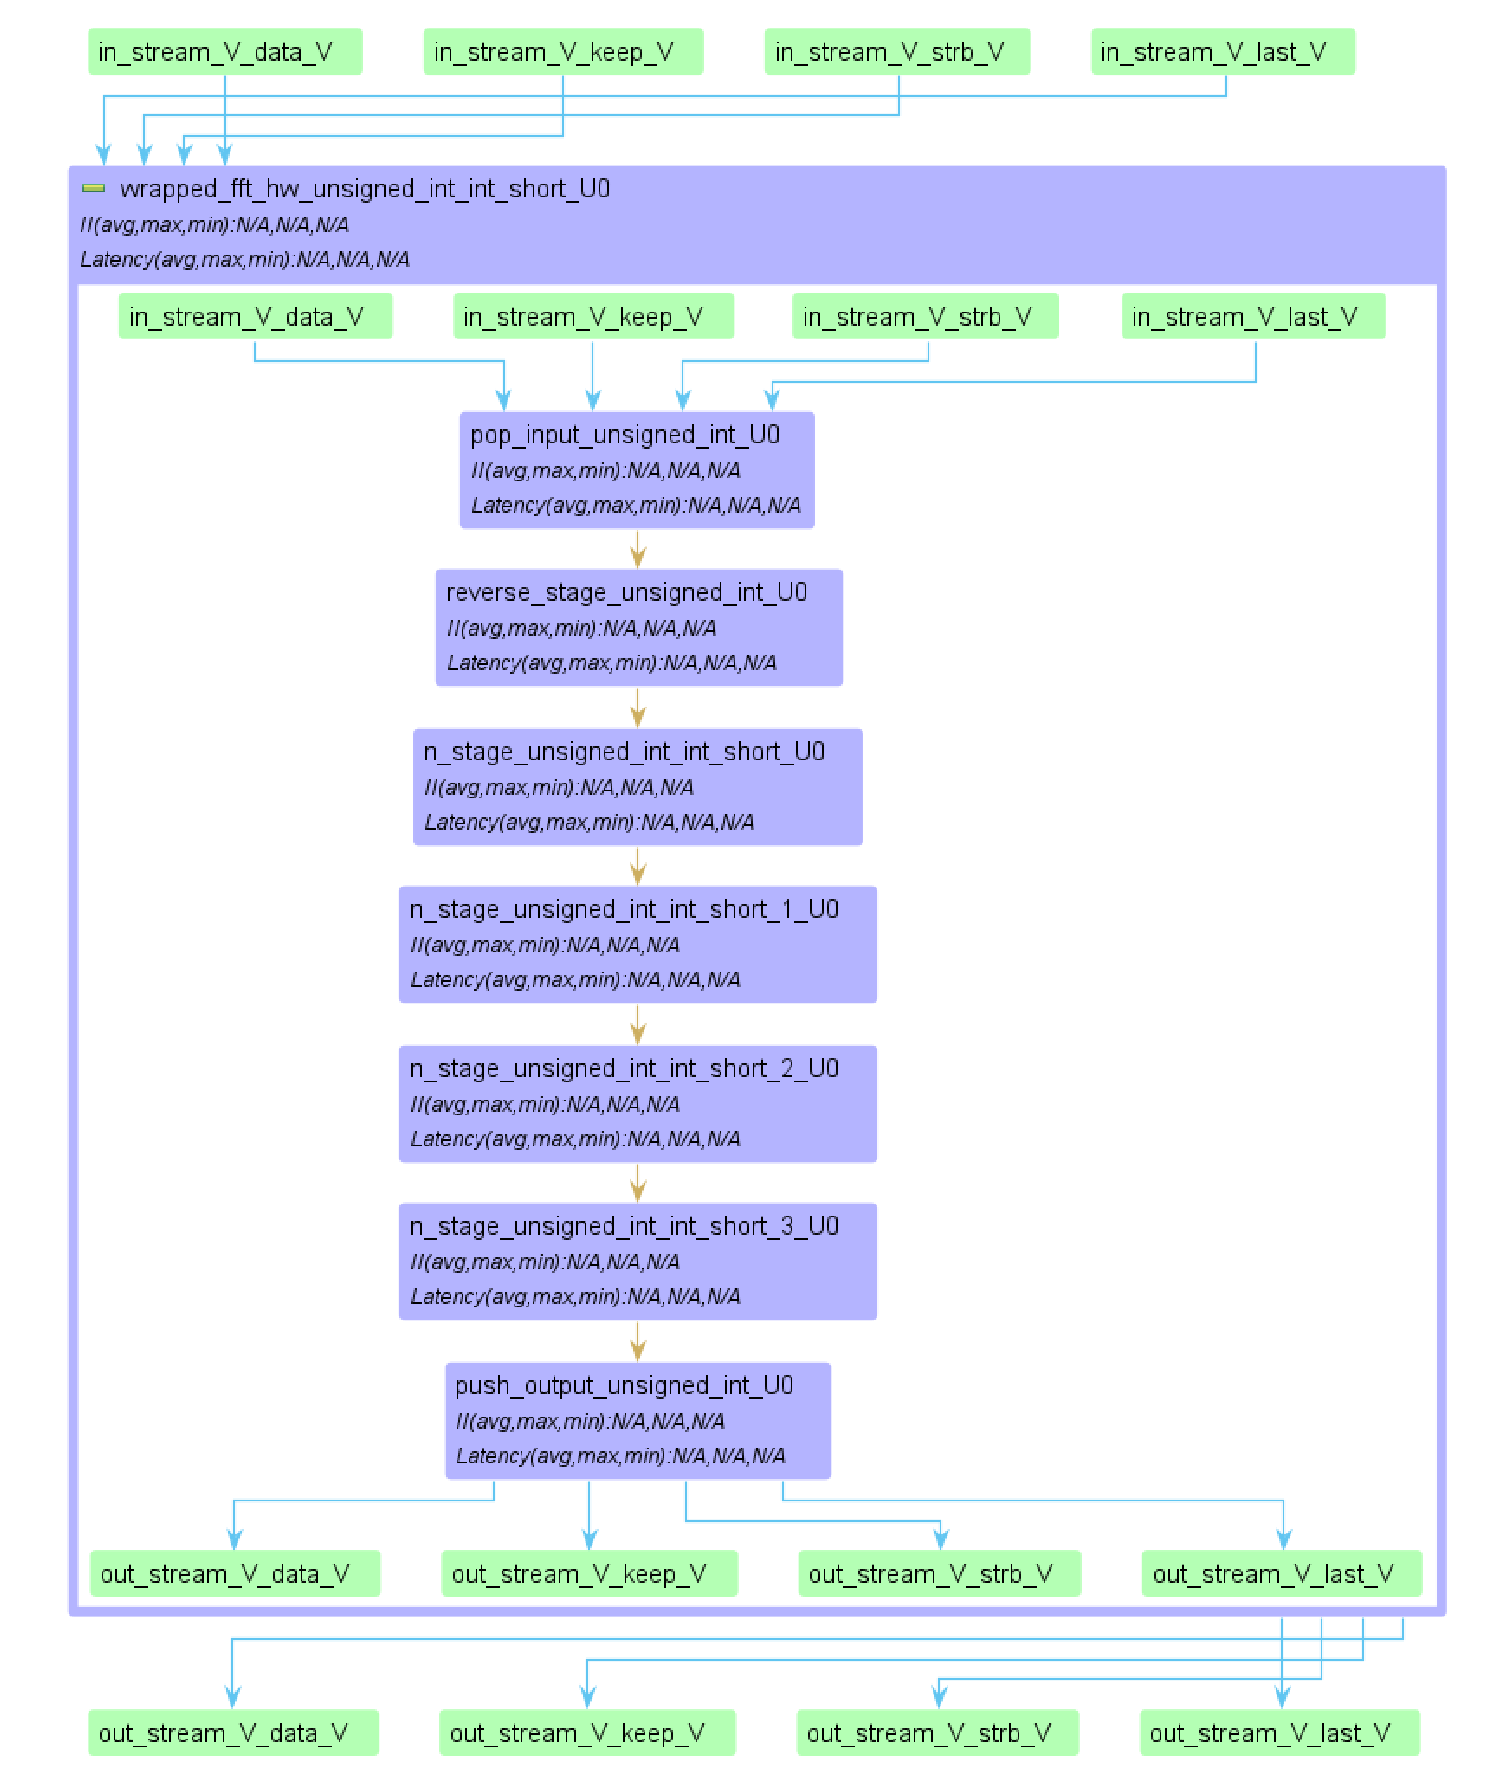 in_stream_V_data_V in_stream_V_keep_V in_stream_V_strb_V in_stream_V_last_V
wrapped_fft_hw_unsigned_int_int_short_U0
II(avg,max,min):N/A,N/A,N/A
Latency(avg,max,min):N/A,N/A,N/A
in_stream_V_data_V in_stream_V_keep_V in_stream_V_strb_V in_stream_V_last_V
pop_input_unsigned_int_U0
II(avg,max,min):N/A,N/A,N/A
Latency(avg,max,min):N/A,N/A,N/A
reverse_stage_unsigned_int_U0
II(avg,max,min):N/A,N/A,N/A
Latency(avg,max,min):N/A,N/A,N/A
n_stage_unsigned_int_int_short_U0
II(avg,max,min):N/A,N/A,N/A
Latency(avg,max,min):N/A,N/A,N/A
n_stage_unsigned_int_int_short_1_U0
II(avg,max,min):N/A,N/A,N/A
Latency(avg,max,min):N/A,N/A,N/A
n_stage_unsigned_int_int_short_2_U0
II(avg,max,min):N/A,N/A,N/A
Latency(avg,max,min):N/A,N/A,N/A
n_stage_unsigned_int_int_short_3_U0
II(avg,max,min):N/A,N/A,N/A
Latency(avg,max,min):N/A,N/A,N/A
push_output_unsigned_int_U0
II(avg,max,min):N/A,N/A,N/A
Latency(avg,max,min):N/A,N/A,N/A
out_stream_V_data_V out_stream_V_keep_V out_stream_V_strb_V out_stream_V_last_V
out_stream_V_data_V out_stream_V_keep_V out_stream_V_strb_V out_stream_V_last_V